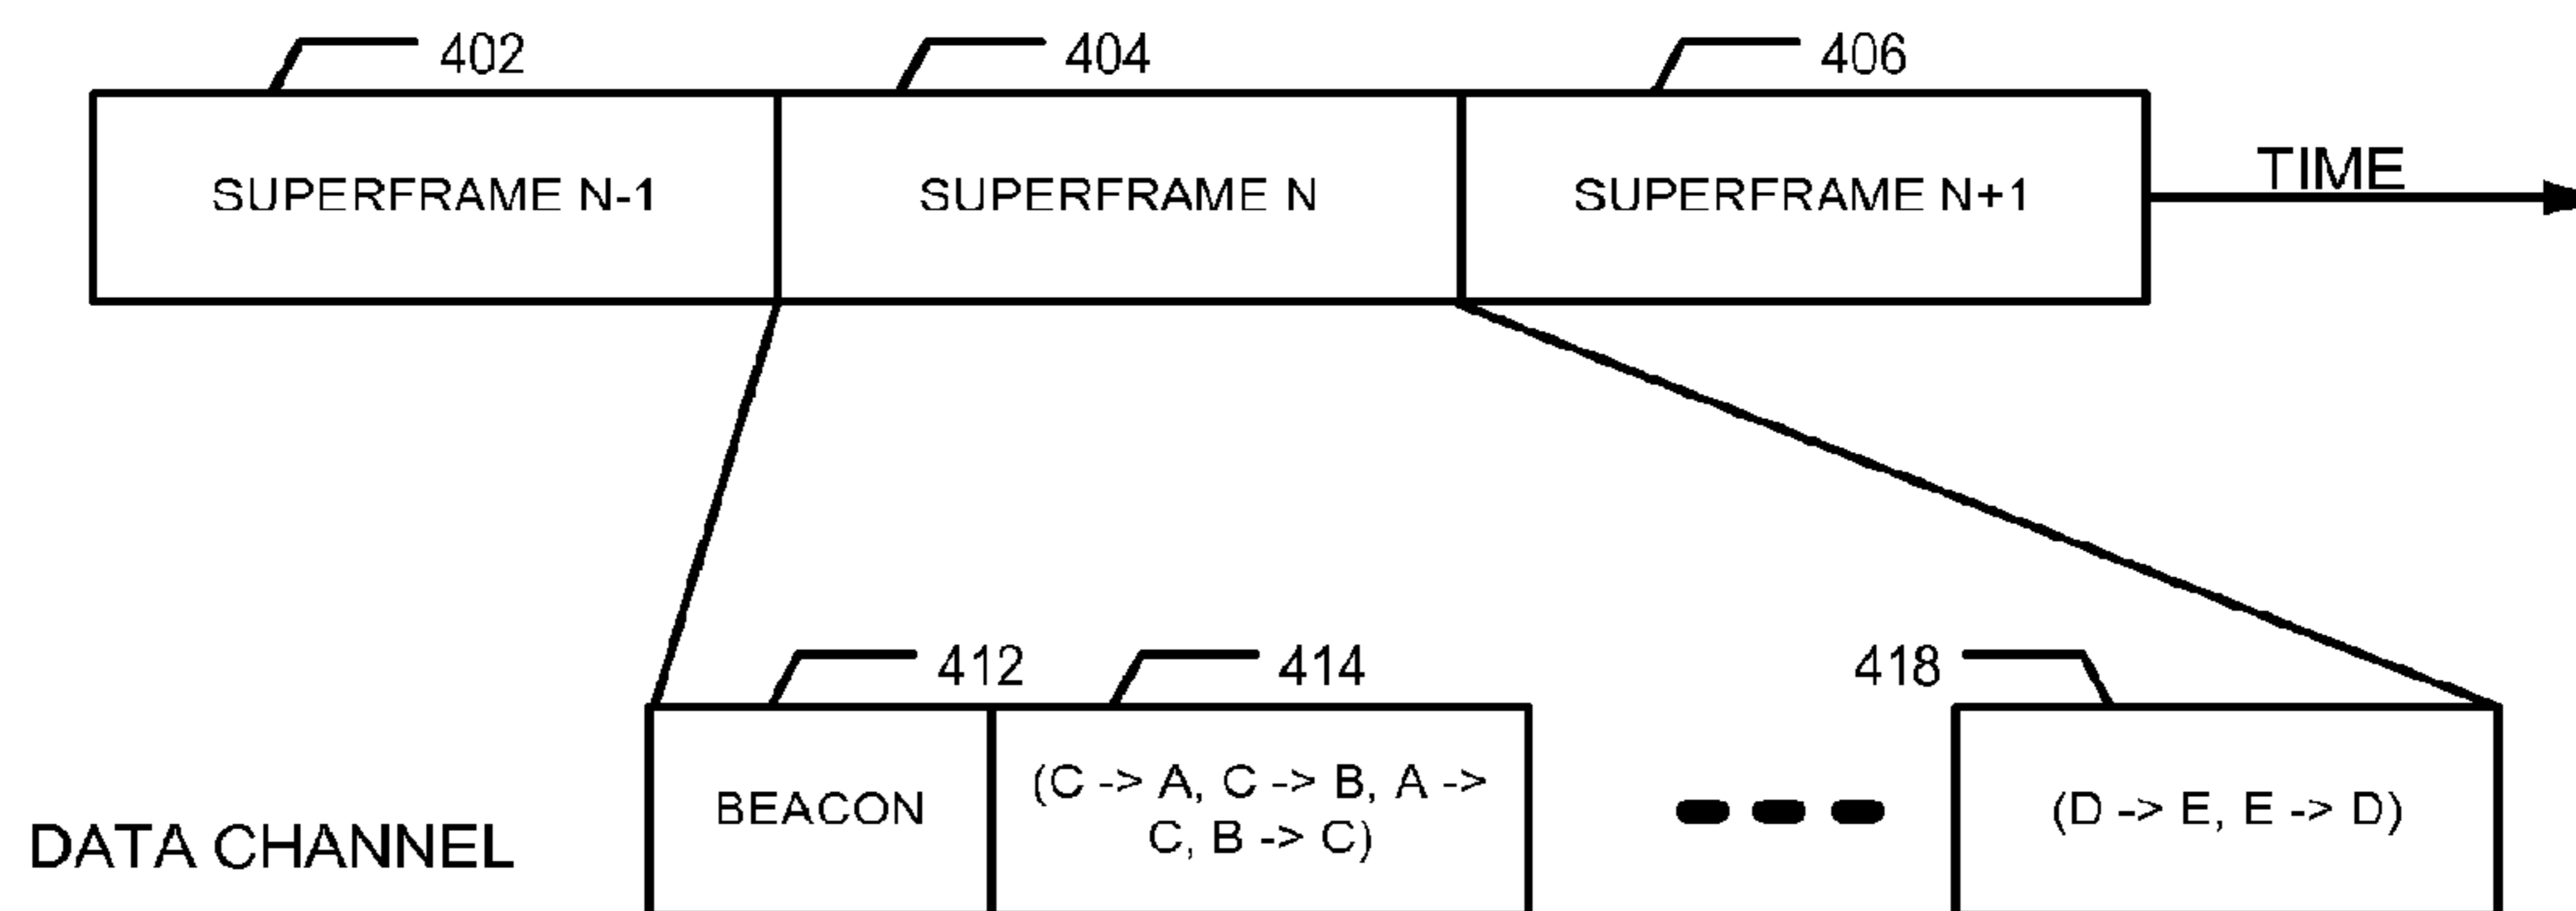 402
404
406
SUPERFRAME N-1
SUPERFRAME N
SUPERFRAME N+1
TIME
412
414
418
DATA CHANNEL
BEACON
(C -> A, C -> B, A ->
C, B -> C)
(D -> E, E -> D)